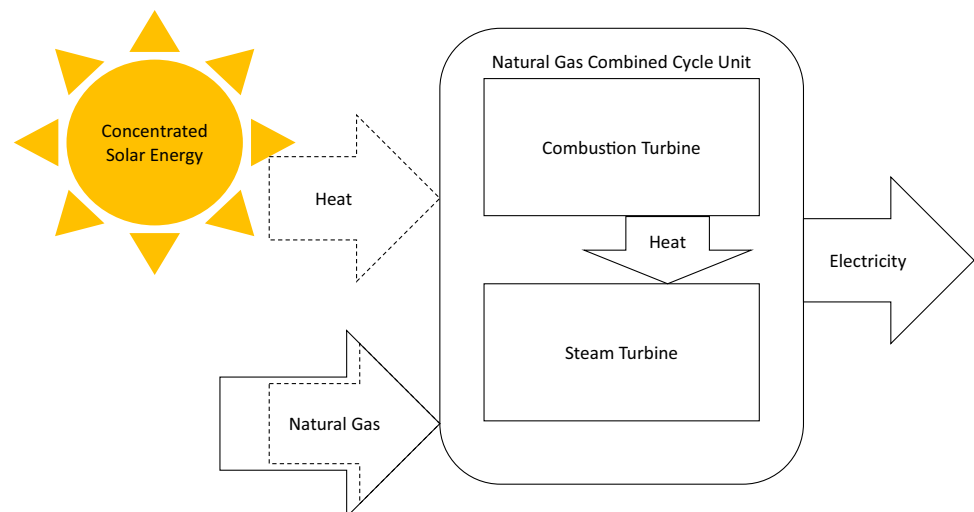 Natural Gas Combined Cycle Unit
Concentrated
Solar Energy
Combustion Turbine
Heat
Heat
Electricity
Steam Turbine
Natural Gas